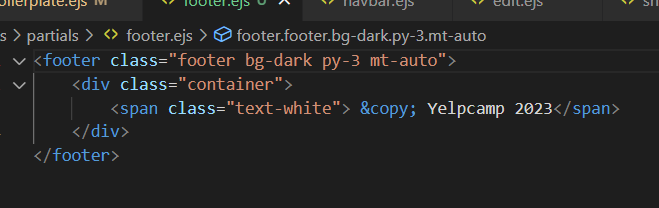 oilerplate.ejs M footer.ejs U navbar.ejs edit.ejs
s > partials > <> footer.ejs > footer.footer.bg-dark.py-3.mt-auto
<footer class="footer bg-dark py-3 mt-auto">
<div class="container">
<span class="text-white"> &copy; Yelpcamp 2023</span>
</div>
</footer>